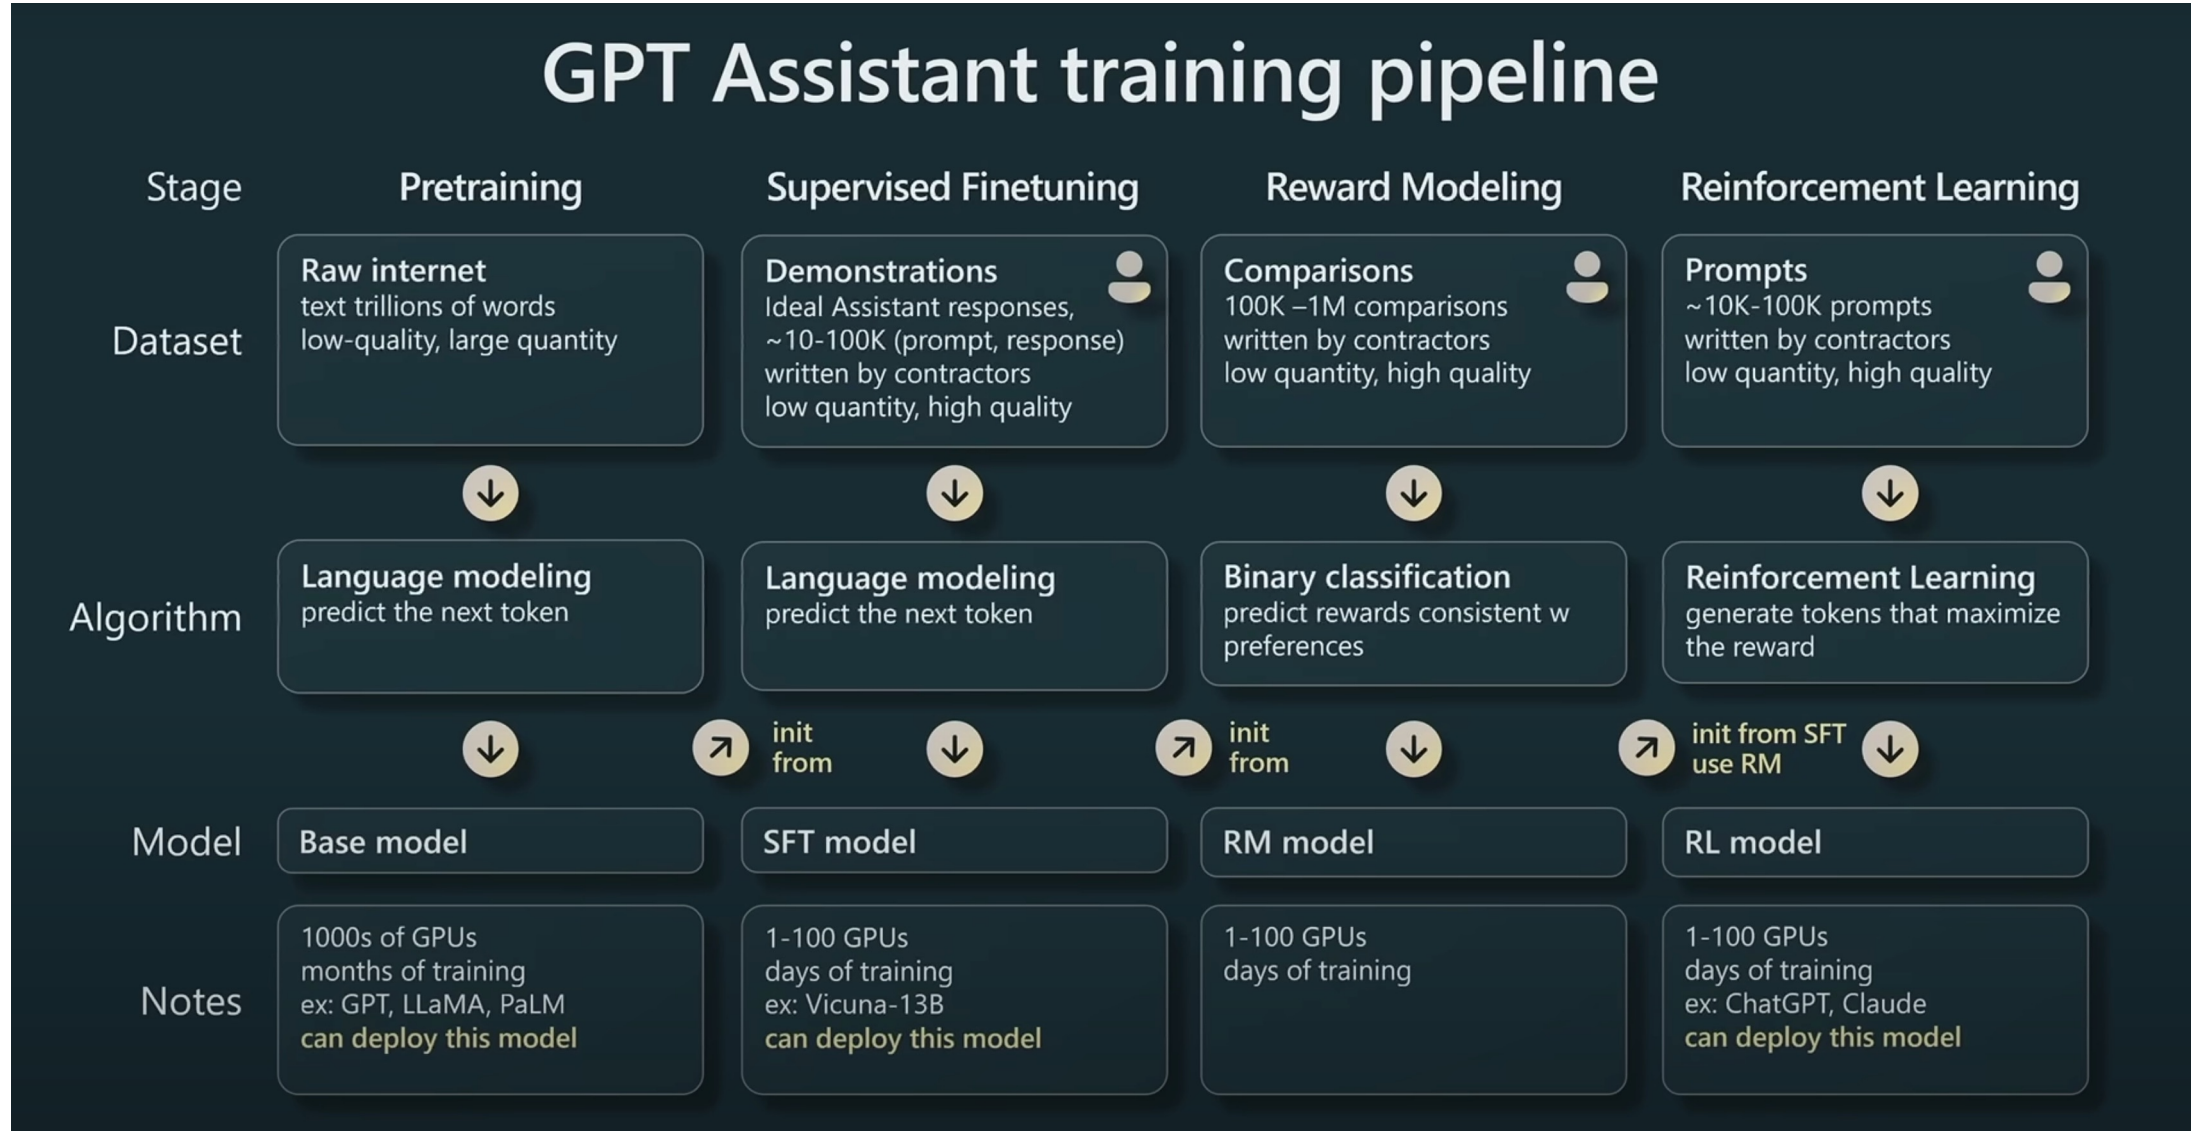 GPT Assistant training pipeline
Stage
Pretraining
Supervised Finetuning
Reward Modeling
Reinforcement Learning
Dataset
Raw internet
text trillions of words
low-quality, large quantity
Demonstrations
Ideal Assistant responses,
~10-100K (prompt, response)
written by contractors
low quantity, high quality
Comparisons
100K –1M comparisons
written by contractors
low quantity, high quality
Prompts
~10K-100K prompts
written by contractors
low quantity, high quality
Algorithm
Language modeling
predict the next token
Language modeling
predict the next token
Binary classification
predict rewards consistent w
preferences
Reinforcement Learning
generate tokens that maximize
the reward
init
from
init
from
init from SFT
use RM
Model
Base model
SFT model
RM model
RL model
Notes
1000s of GPUs
months of training
ex: GPT, LLaMA, PaLM
can deploy this model
1-100 GPUs
days of training
ex: Vicuna-13B
can deploy this model
1-100 GPUs
days of training
1-100 GPUs
days of training
ex: ChatGPT, Claude
can deploy this model